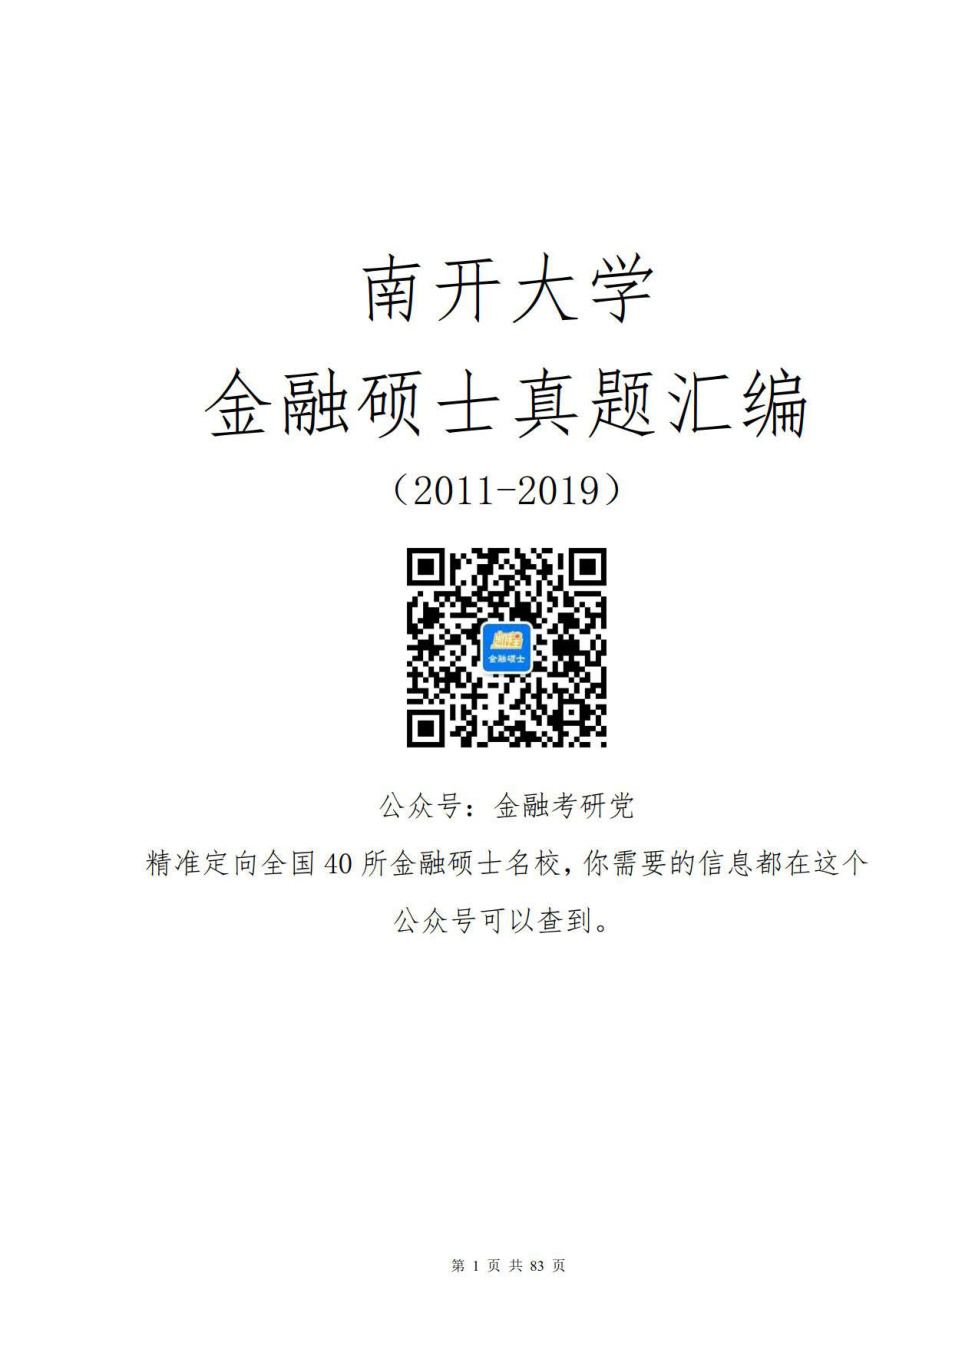 南开大学
金融硕士真题汇编
（2011-2019）
金融硕士
公众号：金融考研党
精准定向全国 40 所金融硕士名校，你需要的信息都在这个
公众号可以查到。
第 1 页 共 83 页